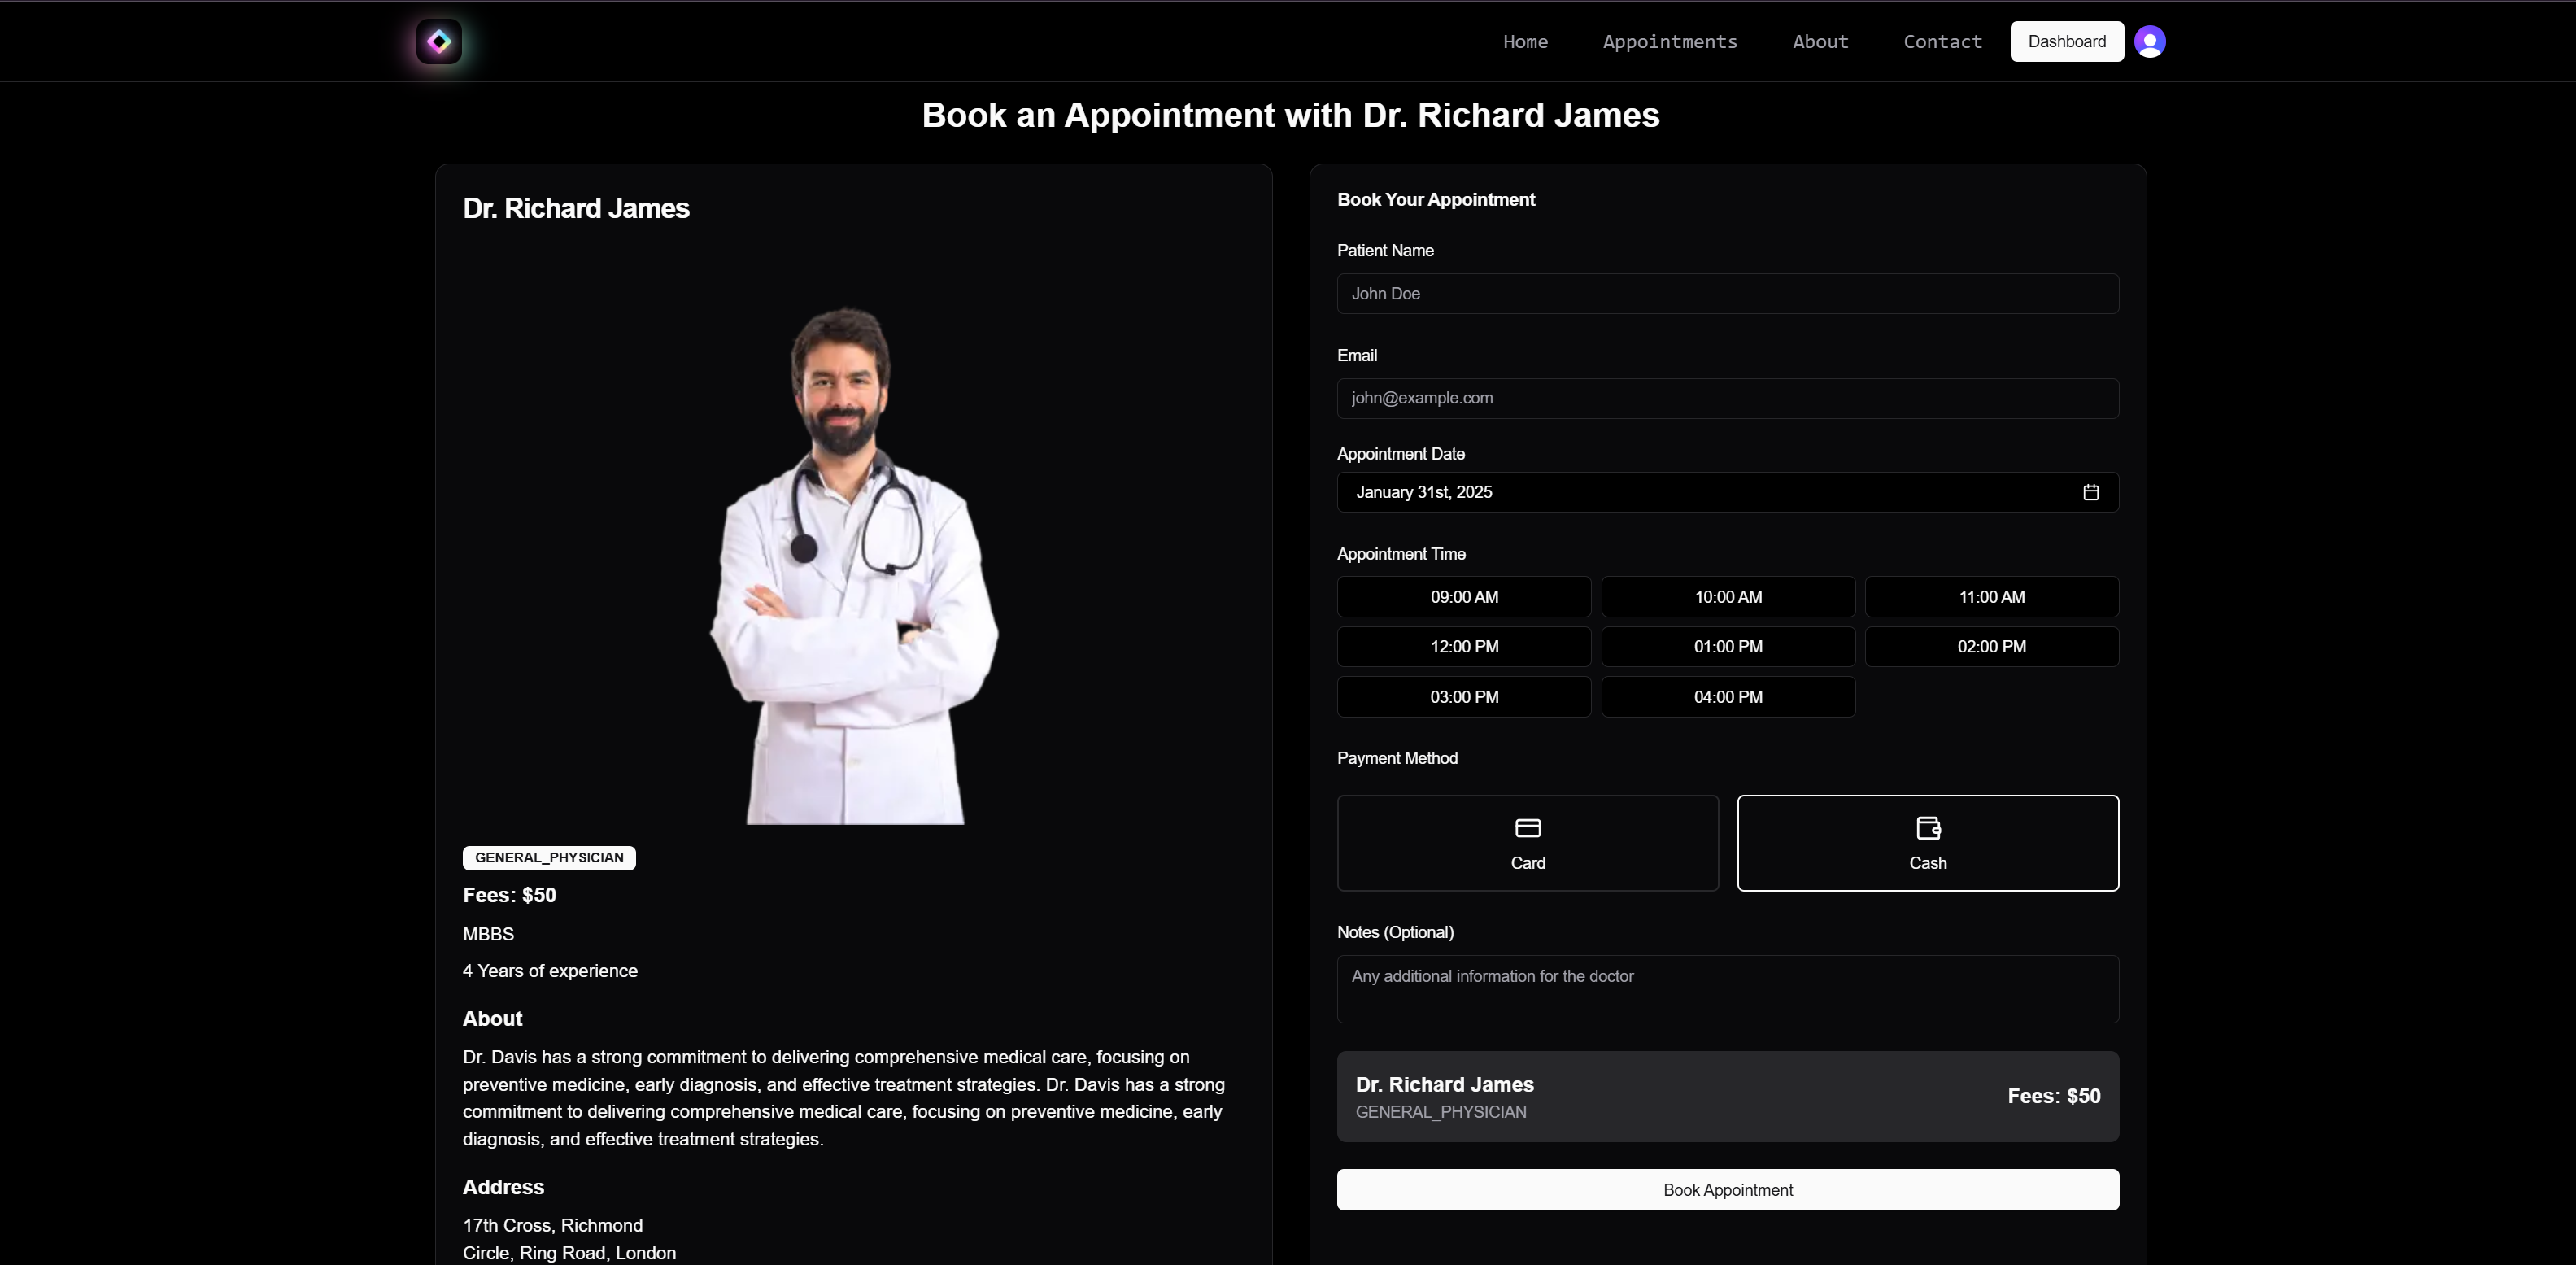 Home Appointments About Contact Dashboard
Book an Appointment with Dr. Richard James
Dr. Richard James
GENERAL_PHYSICIAN
Fees: $50
MBBS
4 Years of experience
About
Dr. Davis has a strong commitment to delivering comprehensive medical care, focusing on
preventive medicine, early diagnosis, and effective treatment strategies. Dr. Davis has a strong
commitment to delivering comprehensive medical care, focusing on preventive medicine, early
diagnosis, and effective treatment strategies.
Address
17th Cross, Richmond
Circle, Ring Road, London
Book Your Appointment
Patient Name
John Doe
Email
john@example.com
Appointment Date
January 31st, 2025
Appointment Time
09:00 AM 10:00 AM 11:00 AM
12:00 PM 01:00 PM 02:00 PM
03:00 PM 04:00 PM
Payment Method
Card Cash
Notes (Optional)
Any additional information for the doctor
Dr. Richard James
GENERAL_PHYSICIAN
Fees: $50
Book Appointment